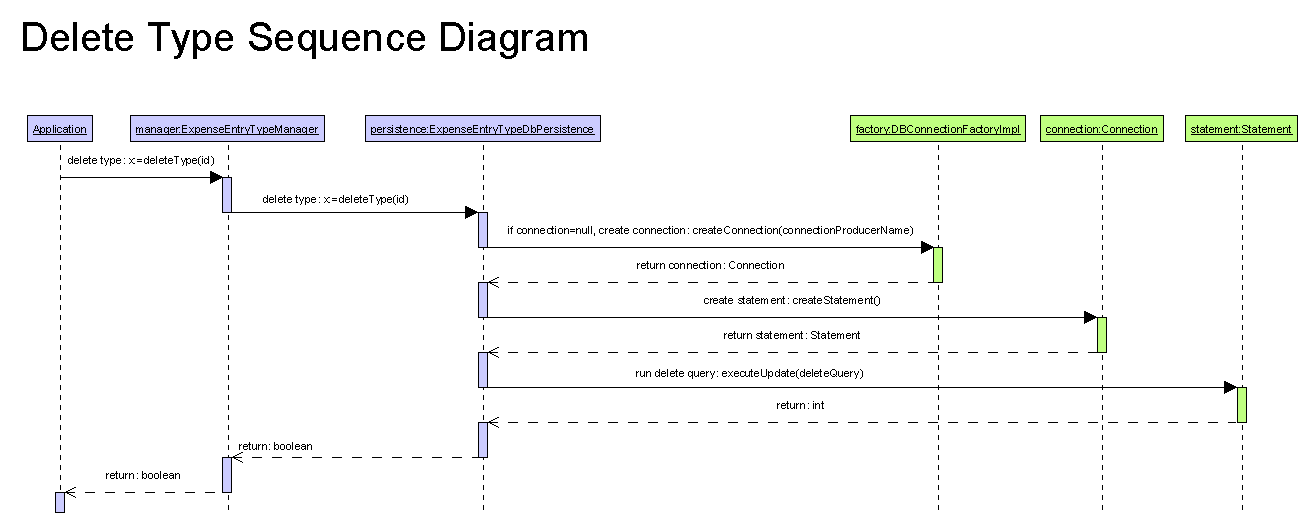 Delete Type Sequence Diagram
Application
manager:ExpenseEntryTypeManager
persistence:ExpenseEntryTypeDbPersistence
factory:DBConnectionFactoryImpl
connection:Connection
statement:Statement
delete type: x:=deleteType(id)
delete type: x:=deleteType(id)
if connection=null, create connection: createConnection(connectionProducerName)
return connection: Connection
create statement: createStatement()
return statement: Statement
run delete query: executeUpdate(deleteQuery)
return: int
return: boolean
return: boolean